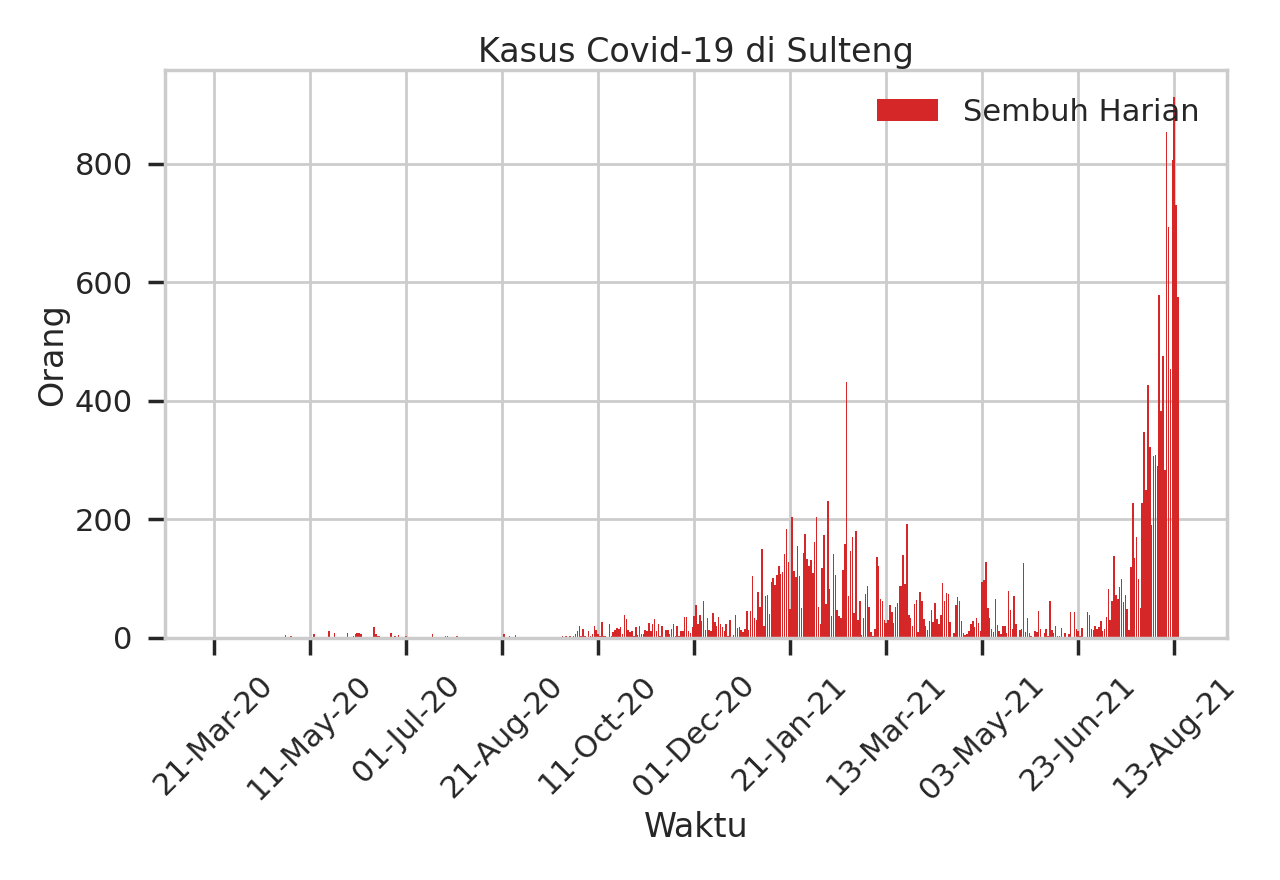 Kasus Covid-19 di Sulteng
Sembuh Harian
Orang
800
600
400
200
0
21-Mar-20
11-May-20
01-Jul-20
21-Aug-20
11-Oct-20
01-Dec-20
21-Jan-21
13-Mar-21
03-May-21
23-Jun-21
13-Aug-21
Waktu